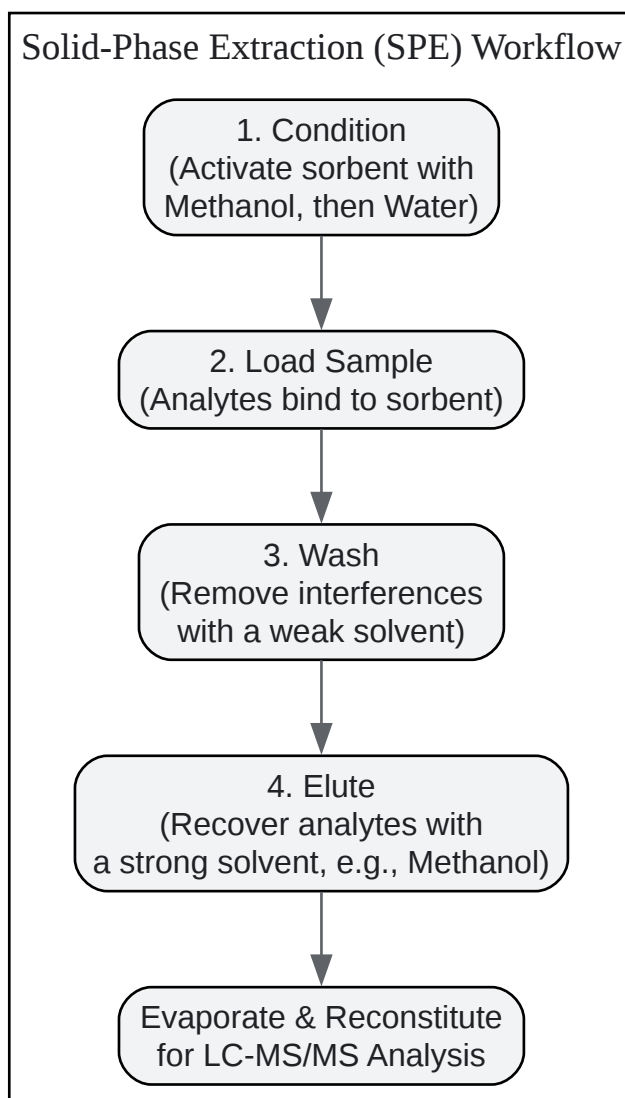 Solid-Phase Extraction (SPE) Workflow
1. Condition
(Activate sorbent with
Methanol, then Water)
2. Load Sample
(Analytes bind to sorbent)
3. Wash
(Remove interferences
with a weak solvent)
4. Elute
(Recover analytes with
a strong solvent, e.g., Methanol)
Evaporate & Reconstitute
for LC-MS/MS Analysis